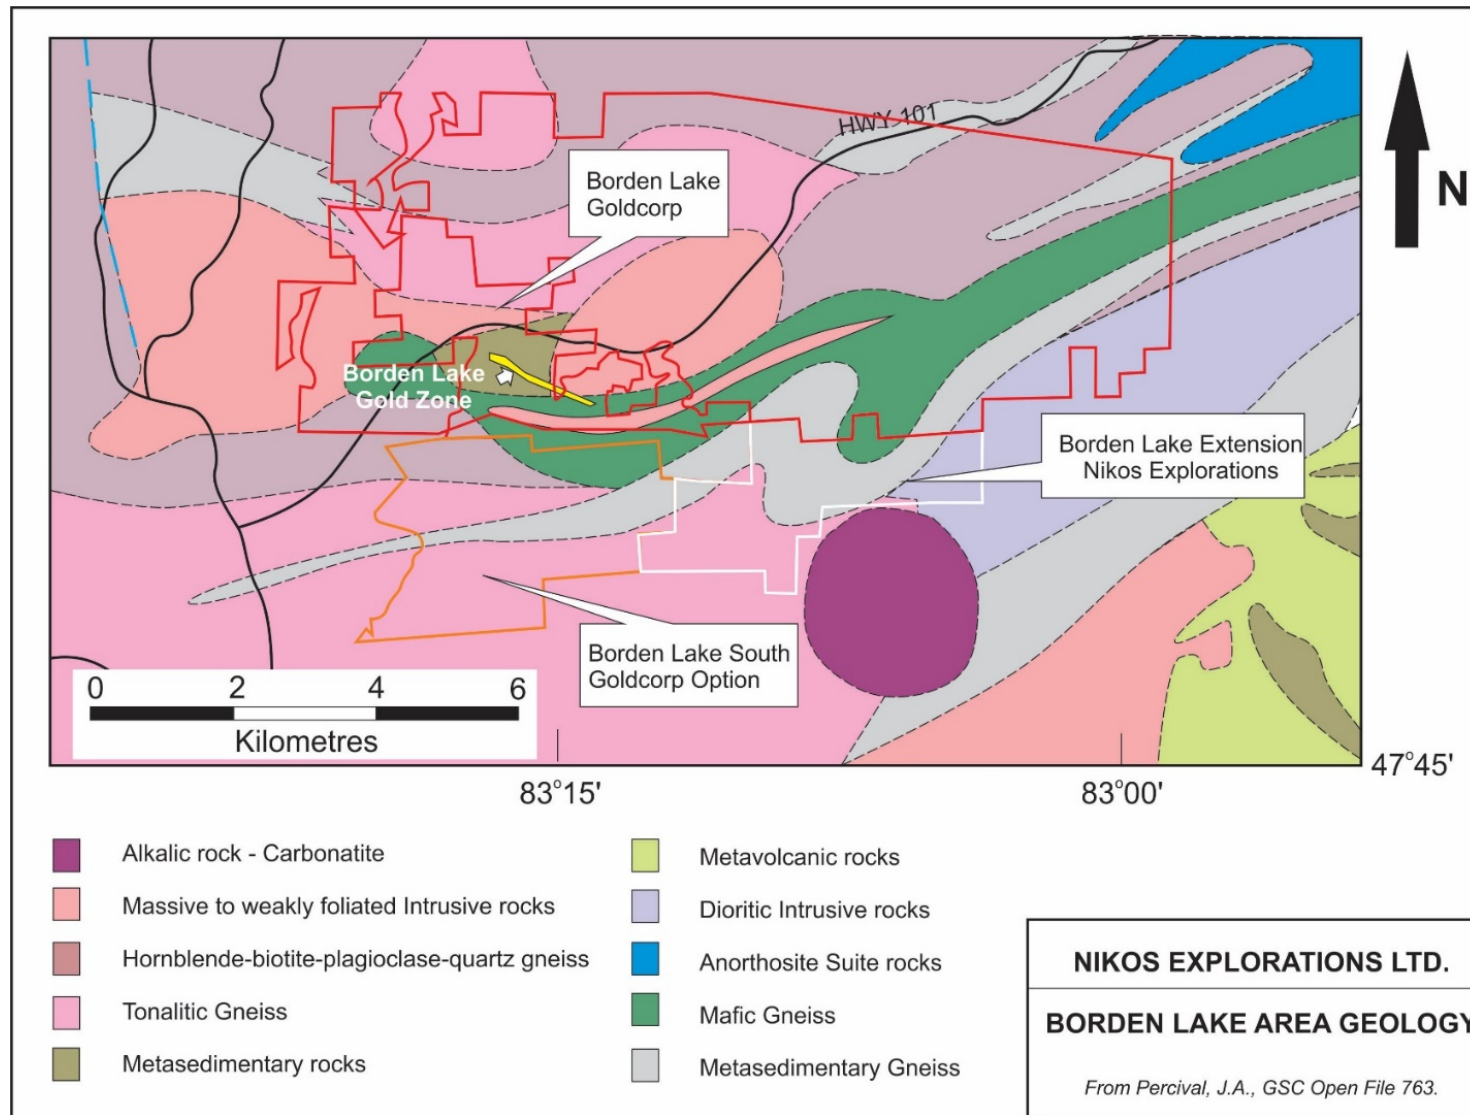 HWY 101
N
Borden Lake
Goldcorp
Borden Lake
Gold Zone
Borden Lake Extension
Nikos Explorations
Borden Lake South
Goldcorp Option
0 2 4 6
Kilometres
83°15'
83°00'
47°45'
Alkalic rock - Carbonatite
Massive to weakly foliated Intrusive rocks
Hornblende-biotite-plagioclase-quartz gneiss
Tonalitic Gneiss
Metasedimentary rocks
Metavolcanic rocks
Dioritic Intrusive rocks
Anorthosite Suite rocks
Mafic Gneiss
Metasedimentary Gneiss
NIKOS EXPLORATIONS LTD.
BORDEN LAKE AREA GEOLOGY
From Percival, J.A., GSC Open File 763.